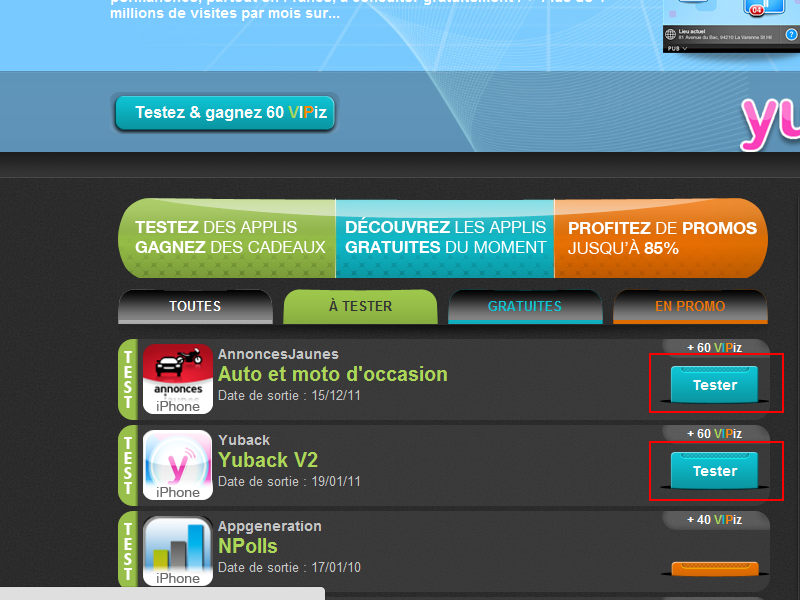 millions de visites par mois sur...
Lieu actuel
PUB
Testez & gagnez 60 VIPiz
yu
TESTEZ DES APPLIS
GAGNEZ DES CADEAUX
DÉCOUVREZ LES APPLIS
GRATUITES DU MOMENT
PROFITEZ DE PROMOS
JUSQU'À 85%
TOUTES
À TESTER
GRATUITES
EN PROMO
TEST
annonces
iPhone
AnnoncesJaunes
Auto et moto d'occasion
Date de sortie : 15/12/11
+ 60 VIPiz
Tester
TEST
y
iPhone
Yuback
Yuback V2
Date de sortie : 19/01/11
+ 60 VIPiz
Tester
TEST
iPhone
Appgeneration
NPolls
Date de sortie : 17/01/10
+ 40 VIPiz